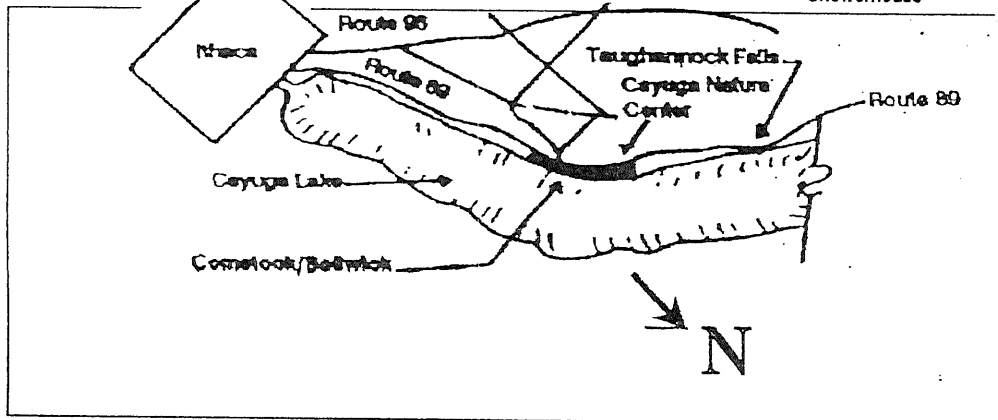 Route 96
Ithaca
Route 89
Taughannock Falls
Cayuga Nature
Center
Route 89
Cayuga Lake
N